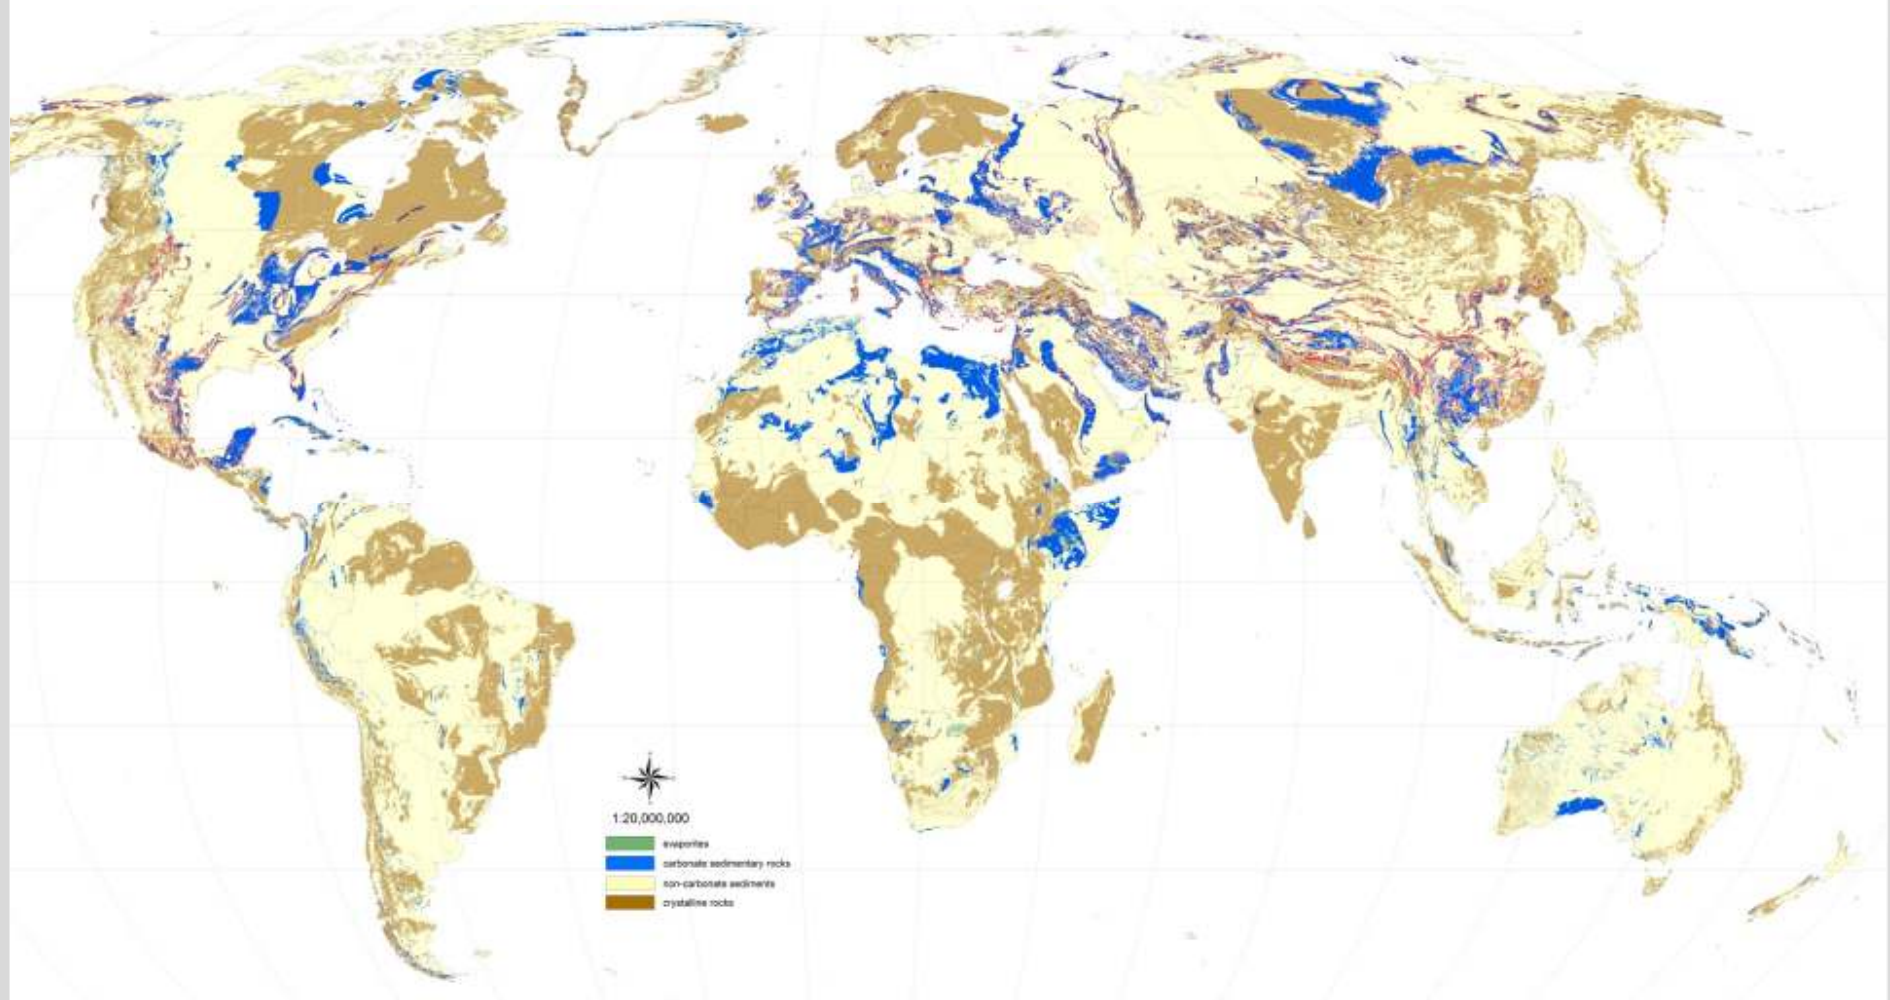 1:20,000,000
evaporites
carbonate sedimentary rocks
non-carbonate sediments
crystalline rocks